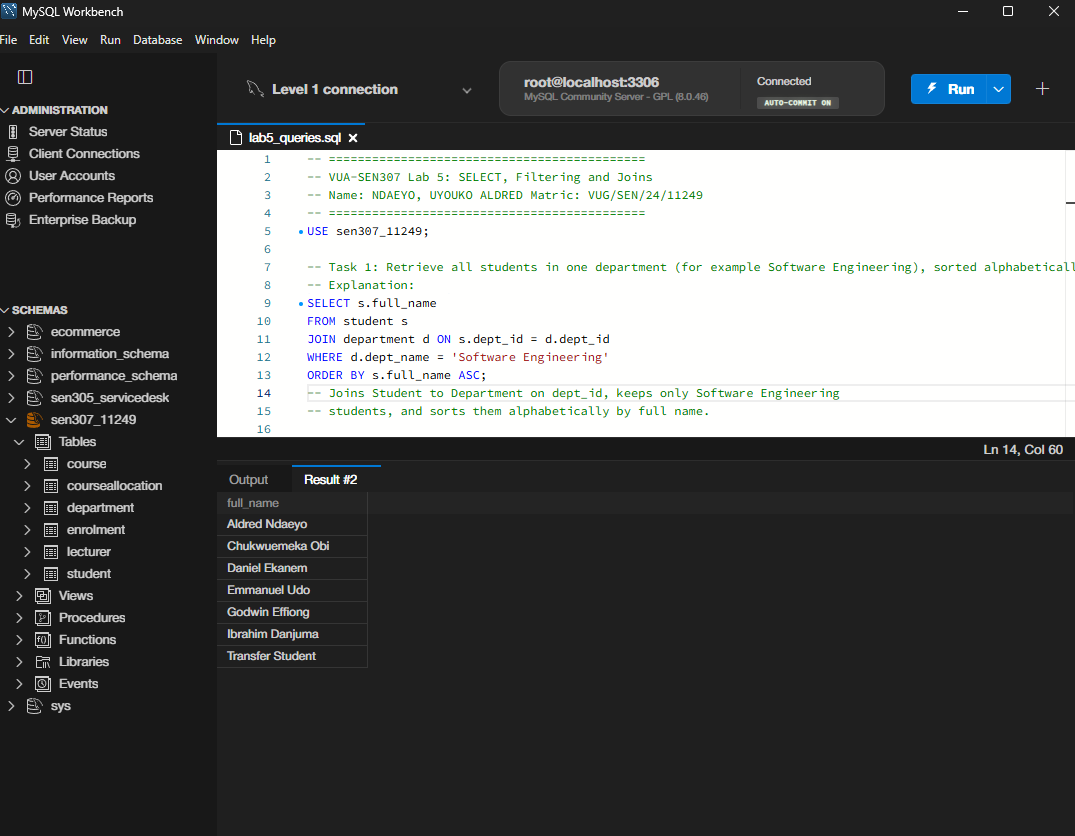 MySQL Workbench
File Edit View Run Database Window Help
ADMINISTRATION
Server Status
Client Connections
User Accounts
Performance Reports
Enterprise Backup
SCHEMAS
ecommerce
information_schema
performance_schema
sen305_servicedesk
sen307_11249
Tables
course
courseallocation
department
enrolment
lecturer
student
Views
Procedures
Functions
Libraries
Events
sys
Level 1 connection
root@localhost:3306
MySQL Community Server - GPL (8.0.46)
Connected
AUTO-COMMIT ON
Run
lab5_queries.sql
1 -- ============================================
2 -- VUA-SEN307 Lab 5: SELECT, Filtering and Joins
3 -- Name: NDAEYO, UYOUKO ALDRED Matric: VUG/SEN/24/11249
4 -- ============================================
5 USE sen307_11249;
6
7 -- Task 1: Retrieve all students in one department (for example Software Engineering), sorted alphabeticall
8 -- Explanation:
9 SELECT s.full_name
10 FROM student s
11 JOIN department d ON s.dept_id = d.dept_id
12 WHERE d.dept_name = 'Software Engineering'
13 ORDER BY s.full_name ASC;
14 -- Joins Student to Department on dept_id, keeps only Software Engineering
15 -- students, and sorts them alphabetically by full name.
16
Ln 14, Col 60
Output Result #2
full_name
Aldred Ndaeyo
Chukwuemeka Obi
Daniel Ekanem
Emmanuel Udo
Godwin Effiong
Ibrahim Danjuma
Transfer Student